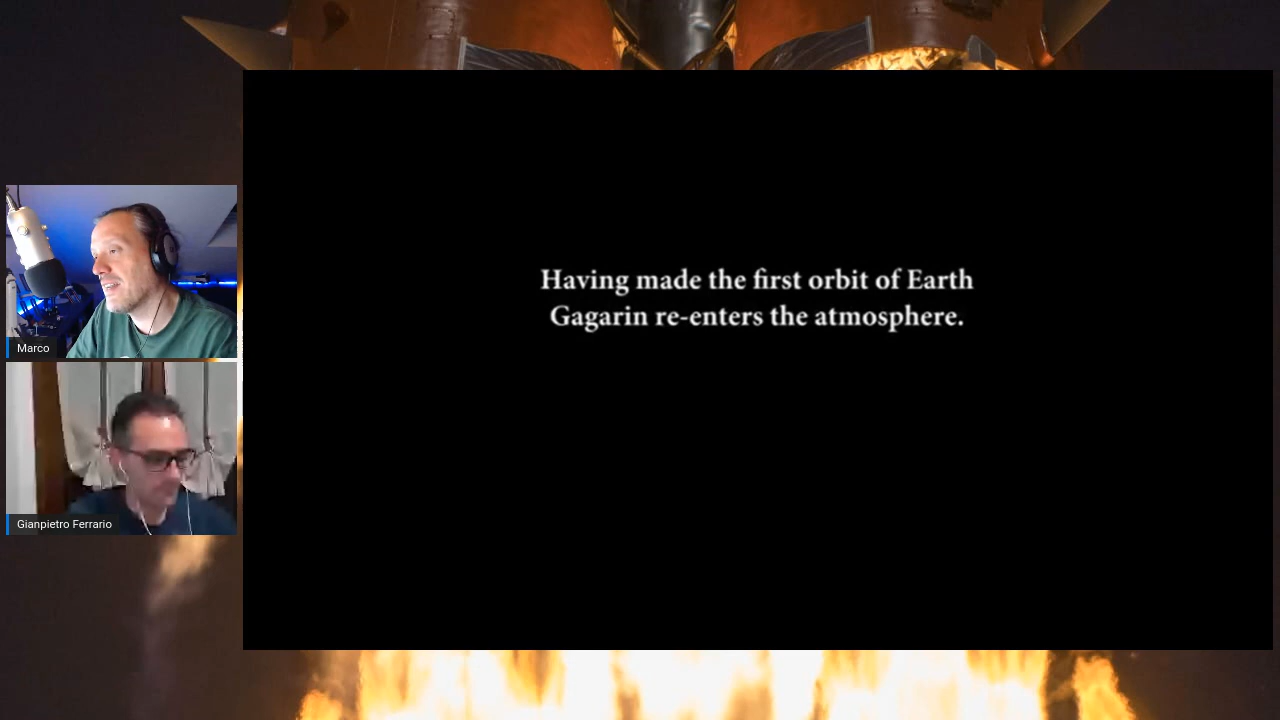 Marco
Gianpietro Ferrario
Having made the first orbit of Earth
Gagarin re-enters the atmosphere.